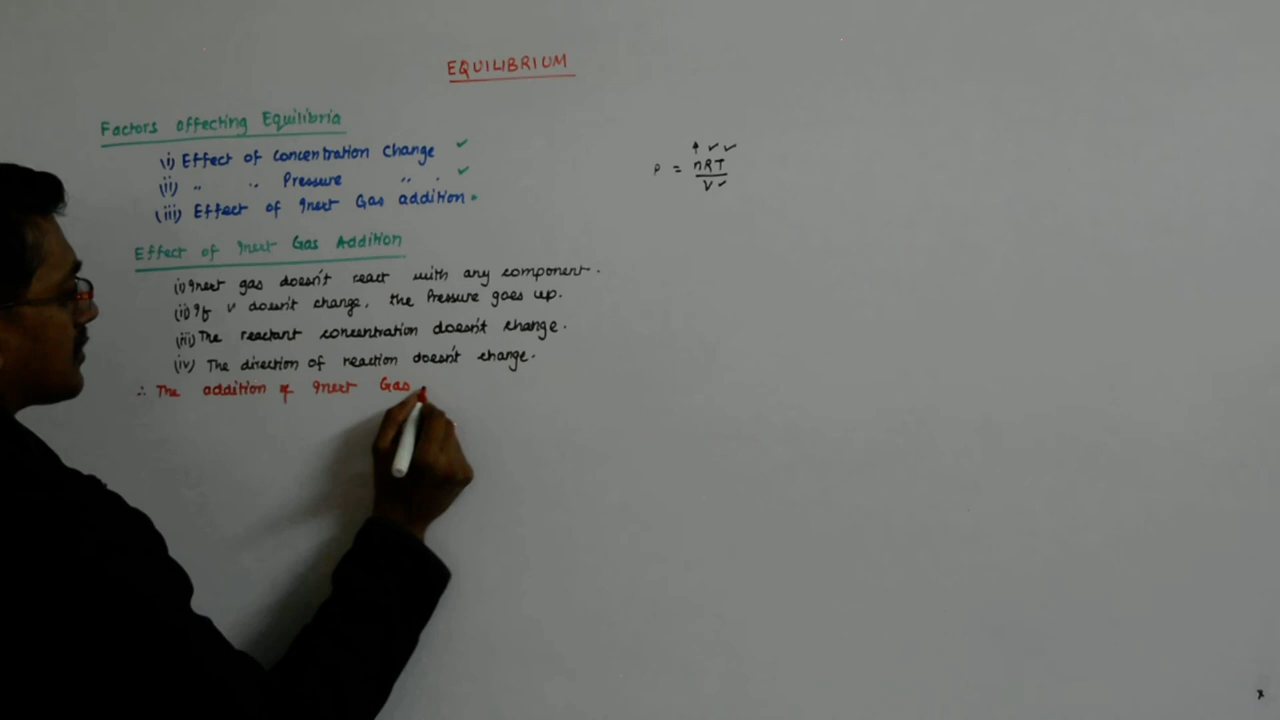 EQUILIBRIUM
Factors affecting Equilibria
(i) Effect of Concentration Change ✓
(ii) " " Pressure " " ✓
(iii) Effect of Inert Gas addition.
↑ ✓ ✓
P = nRT
V ✓
Effect of Inert Gas Addition
(i) Inert gas doesn't react with any component.
(ii) If V doesn't change, the Pressure goes up.
(iii) The reactant concentration doesn't change.
(iv) The direction of reaction doesn't change.
∴ The addition of Inert Gas
x